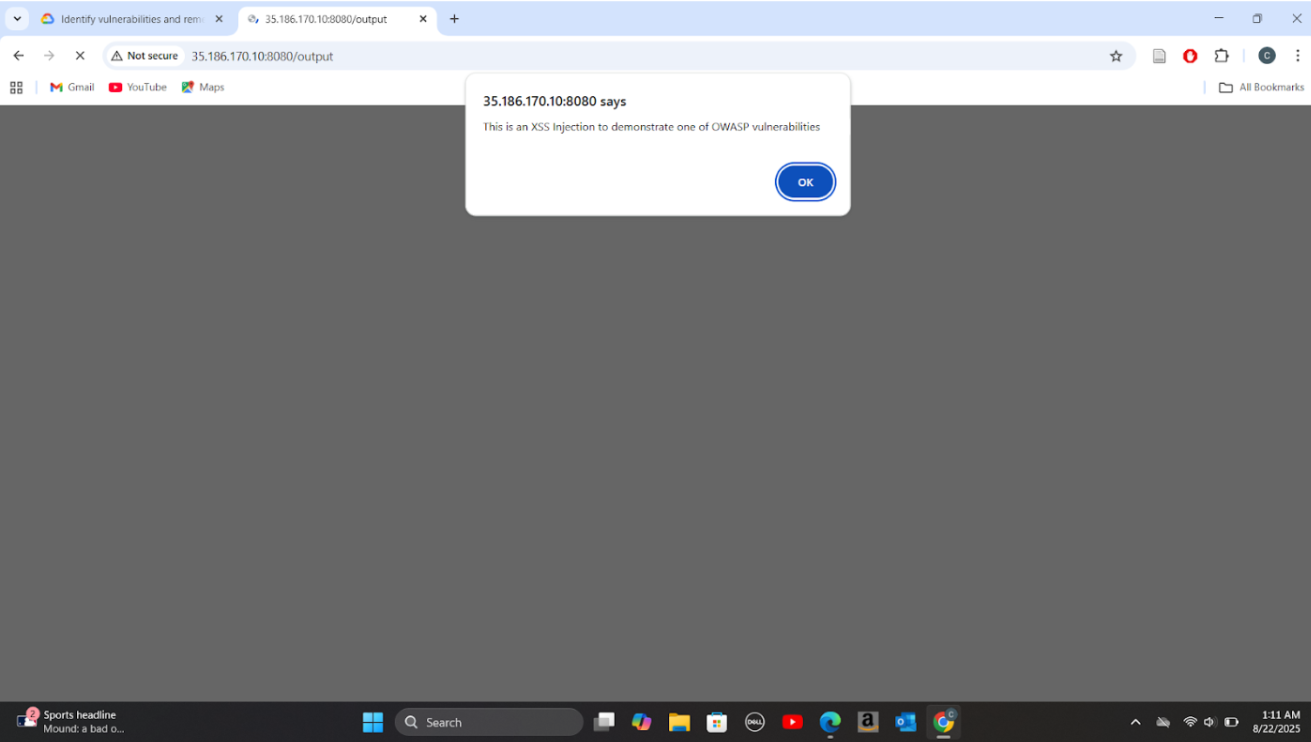 Identify vulnerabilities and rem
35.186.170.10:8080/output
Not secure
35.186.170.10:8080/output
C
Gmail
YouTube
Maps
All Bookmarks
35.186.170.10:8080 says
This is an XSS Injection to demonstrate one of OWASP vulnerabilities
OK
2
Sports headline
Mound: a bad o...
Search
DELL
a
C
1:11 AM
8/22/2025